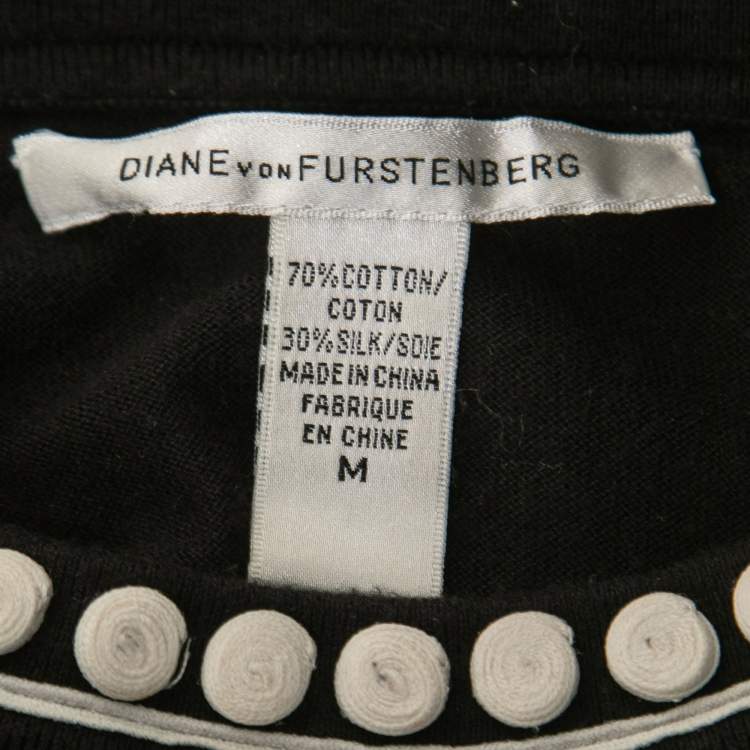 DIANE VON FURSTENBERG
70% COTTON/
COTON
30% SILK/SOIE
MADE IN CHINA
FABRIQUE
EN CHINE
M